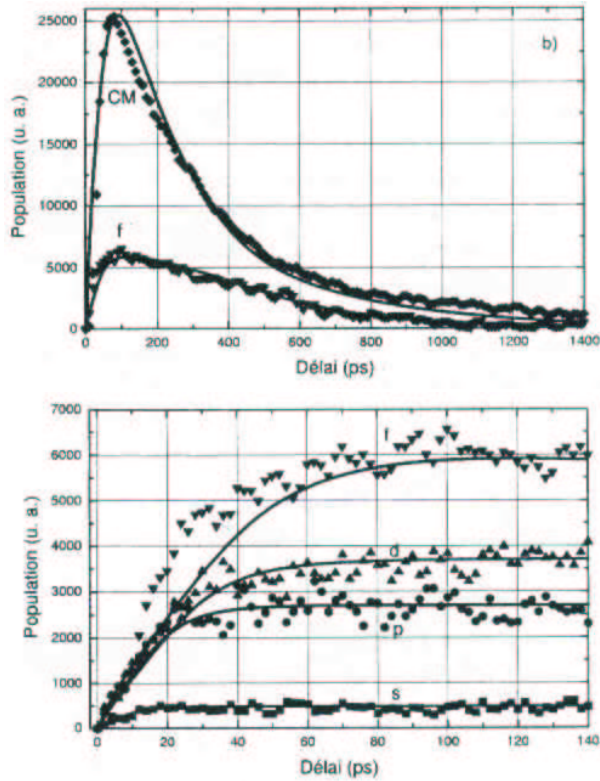 b)
25000
20000
15000
10000
5000
0
Population (u. a.)
CM
f
0 200 400 600 800 1000 1200 1400
Délai (ps)
7000
6000
5000
4000
3000
2000
1000
0
Population (u. a.)
f
d
p
s
0 20 40 60 80 100 120 140
Délai (ps)